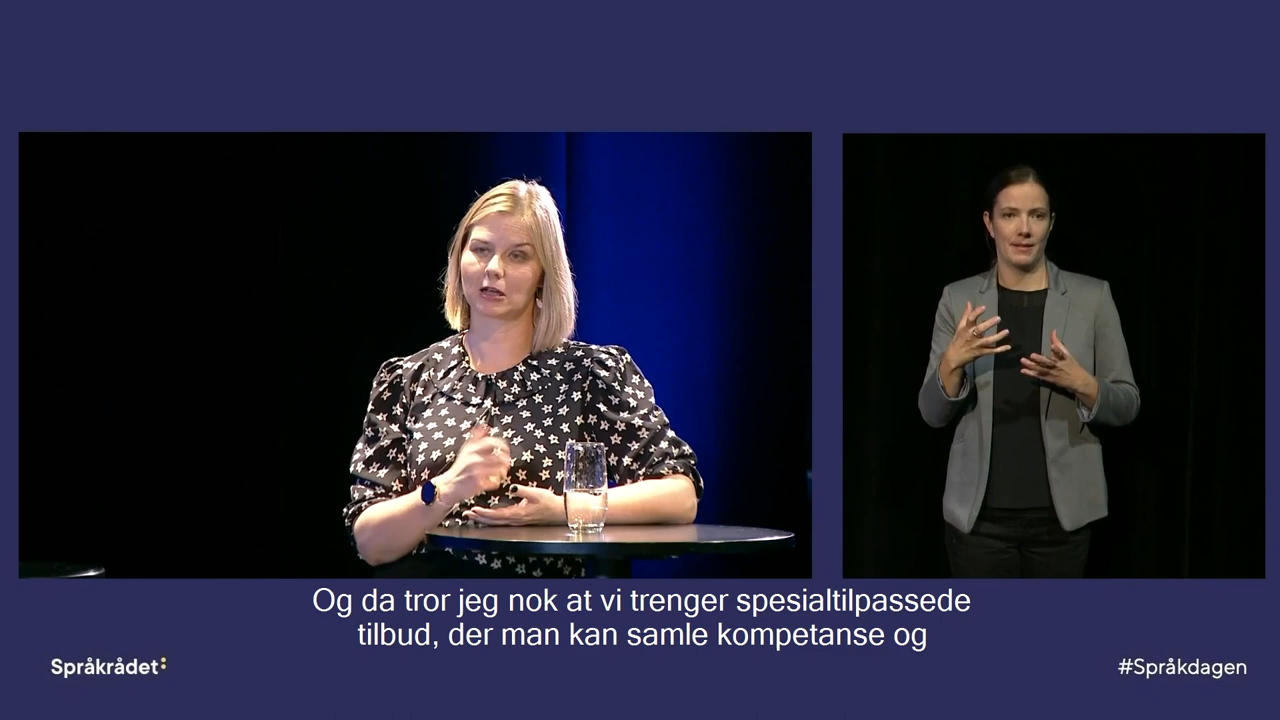 Og da tror jeg nok at vi trenger spesialtilpassede
tilbud, der man kan samle kompetanse og
Språkrådet:
#Språkdagen